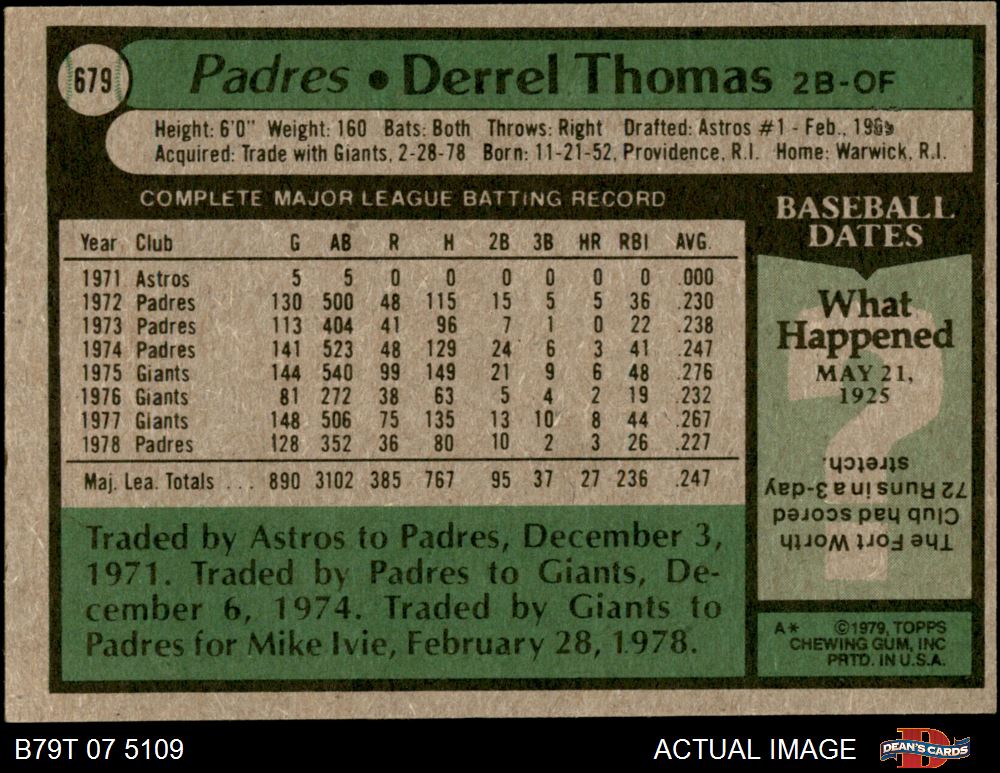 679
Padres • Derrel Thomas 2B-OF
Height: 6'0" Weight: 160 Bats: Both Throws: Right Drafted: Astros #1 - Feb.,
Acquired: Trade with Giants, 2-28-78 Born: 11-21-52, Providence, R.I. Home: Warwick, R.I.
COMPLETE MAJOR LEAGUE BATTING RECORD
Year Club G AB R H 2B 3B HR RBI AVG.
1971 Astros 5 5 0 0 0 0 0 0 .000
1972 Padres 130 500 48 115 15 5 5 36 .230
1973 Padres 113 404 41 96 7 1 0 22 .238
1974 Padres 141 523 48 129 24 6 3 41 .247
1975 Giants 144 540 99 149 21 9 6 48 .276
1976 Giants 81 272 38 63 5 4 2 19 .232
1977 Giants 148 506 75 135 13 10 8 44 .267
1978 Padres 128 352 36 80 10 2 3 26 .227
Maj. Lea. Totals ... 890 3102 385 767 95 37 27 236 .247
Traded by Astros to Padres, December 3,
1971. Traded by Padres to Giants, De-
cember 6, 1974. Traded by Giants to
Padres for Mike Ivie, February 28, 1978.
BASEBALL
DATES
What
Happened
MAY 21,
1925
The Fort Worth
Club had scored
72 Runs in a 3-day
stretch.
A* ©1979, TOPPS
CHEWING GUM, INC
PRTD. IN U.S.A.
B79T 07 5109
ACTUAL IMAGE
DEAN'S CARDS